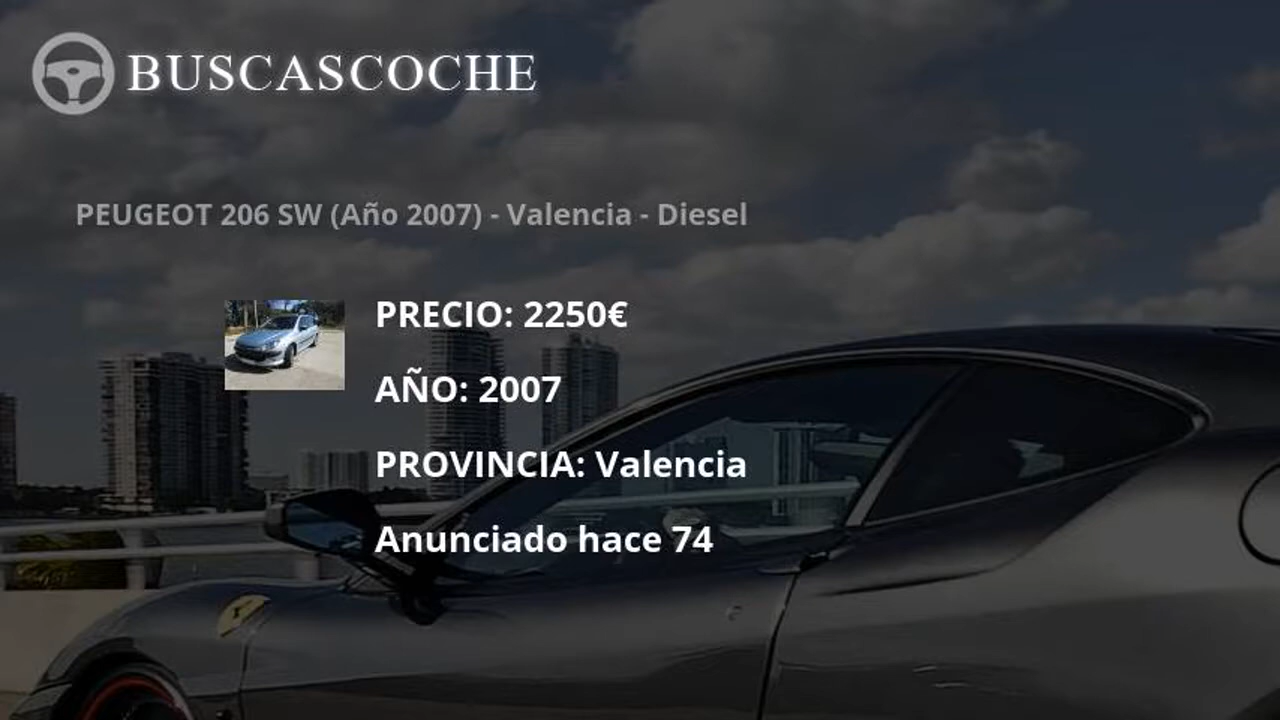 BUSCASCOCHE
PEUGEOT 206 SW (Año 2007) - Valencia - Diesel
PRECIO: 2250€
AÑO: 2007
PROVINCIA: Valencia
Anunciado hace 74